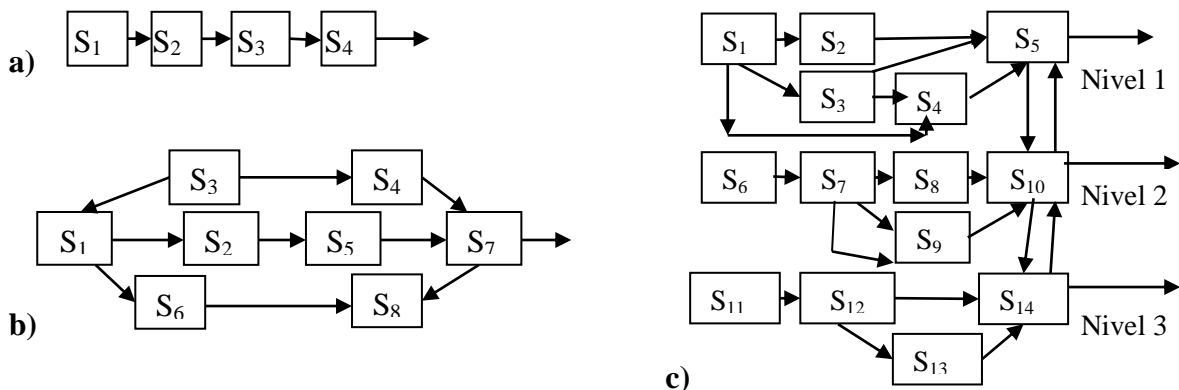 S1 S2 S3 S4
a)
S3 S4
S1 S2 S5 S7
S6 S8
b)
S1 S2 S5
S3 S4 Nivel 1
S6 S7 S8 S10
Nivel 2
S9
S11 S12 S14
Nivel 3
S13
c)